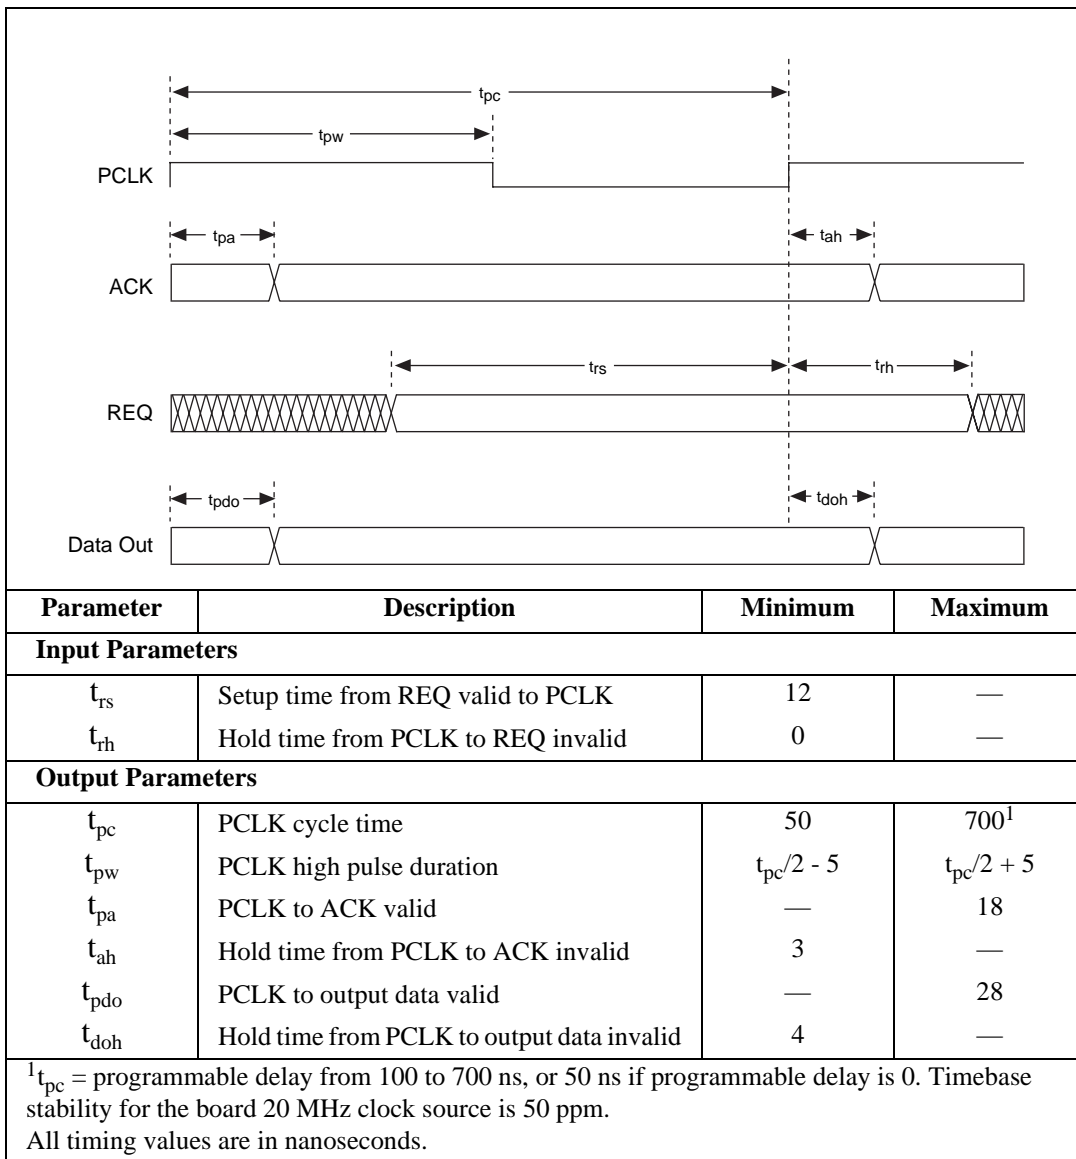 tpc
tpw
PCLK
tpa
tah
ACK
trs
trh
REQ
tpdo
tdoh
Data Out
Parameter Description Minimum Maximum
Input Parameters
trs Setup time from REQ valid to PCLK 12 —
trh Hold time from PCLK to REQ invalid 0 —
Output Parameters
tpc PCLK cycle time 50 700¹
tpw PCLK high pulse duration tpc/2 - 5 tpc/2 + 5
tpa PCLK to ACK valid — 18
tah Hold time from PCLK to ACK invalid 3 —
tpdo PCLK to output data valid — 28
tdoh Hold time from PCLK to output data invalid 4 —
¹tpc = programmable delay from 100 to 700 ns, or 50 ns if programmable delay is 0. Timebase
stability for the board 20 MHz clock source is 50 ppm.
All timing values are in nanoseconds.